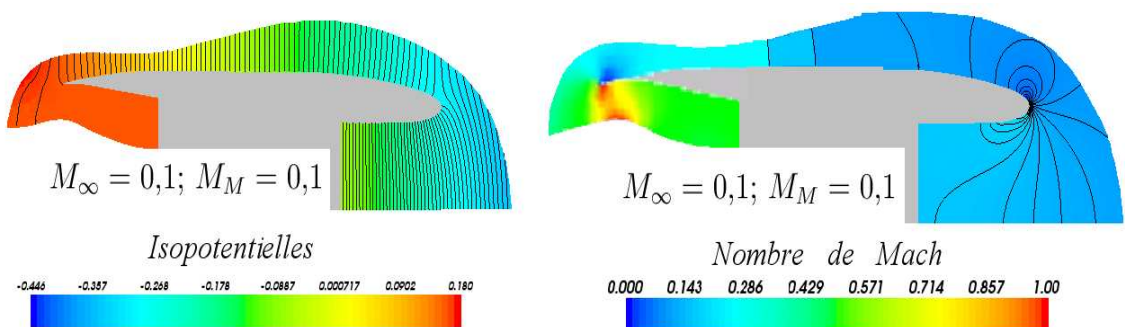 M∞ = 0,1; M_M = 0,1
M∞ = 0,1; M_M = 0,1
Isopotentielles
-0.446 -0.357 -0.268 -0.178 -0.0887 0.000717 0.0902 0.180
Nombre de Mach
0.000 0.143 0.286 0.429 0.571 0.714 0.857 1.00